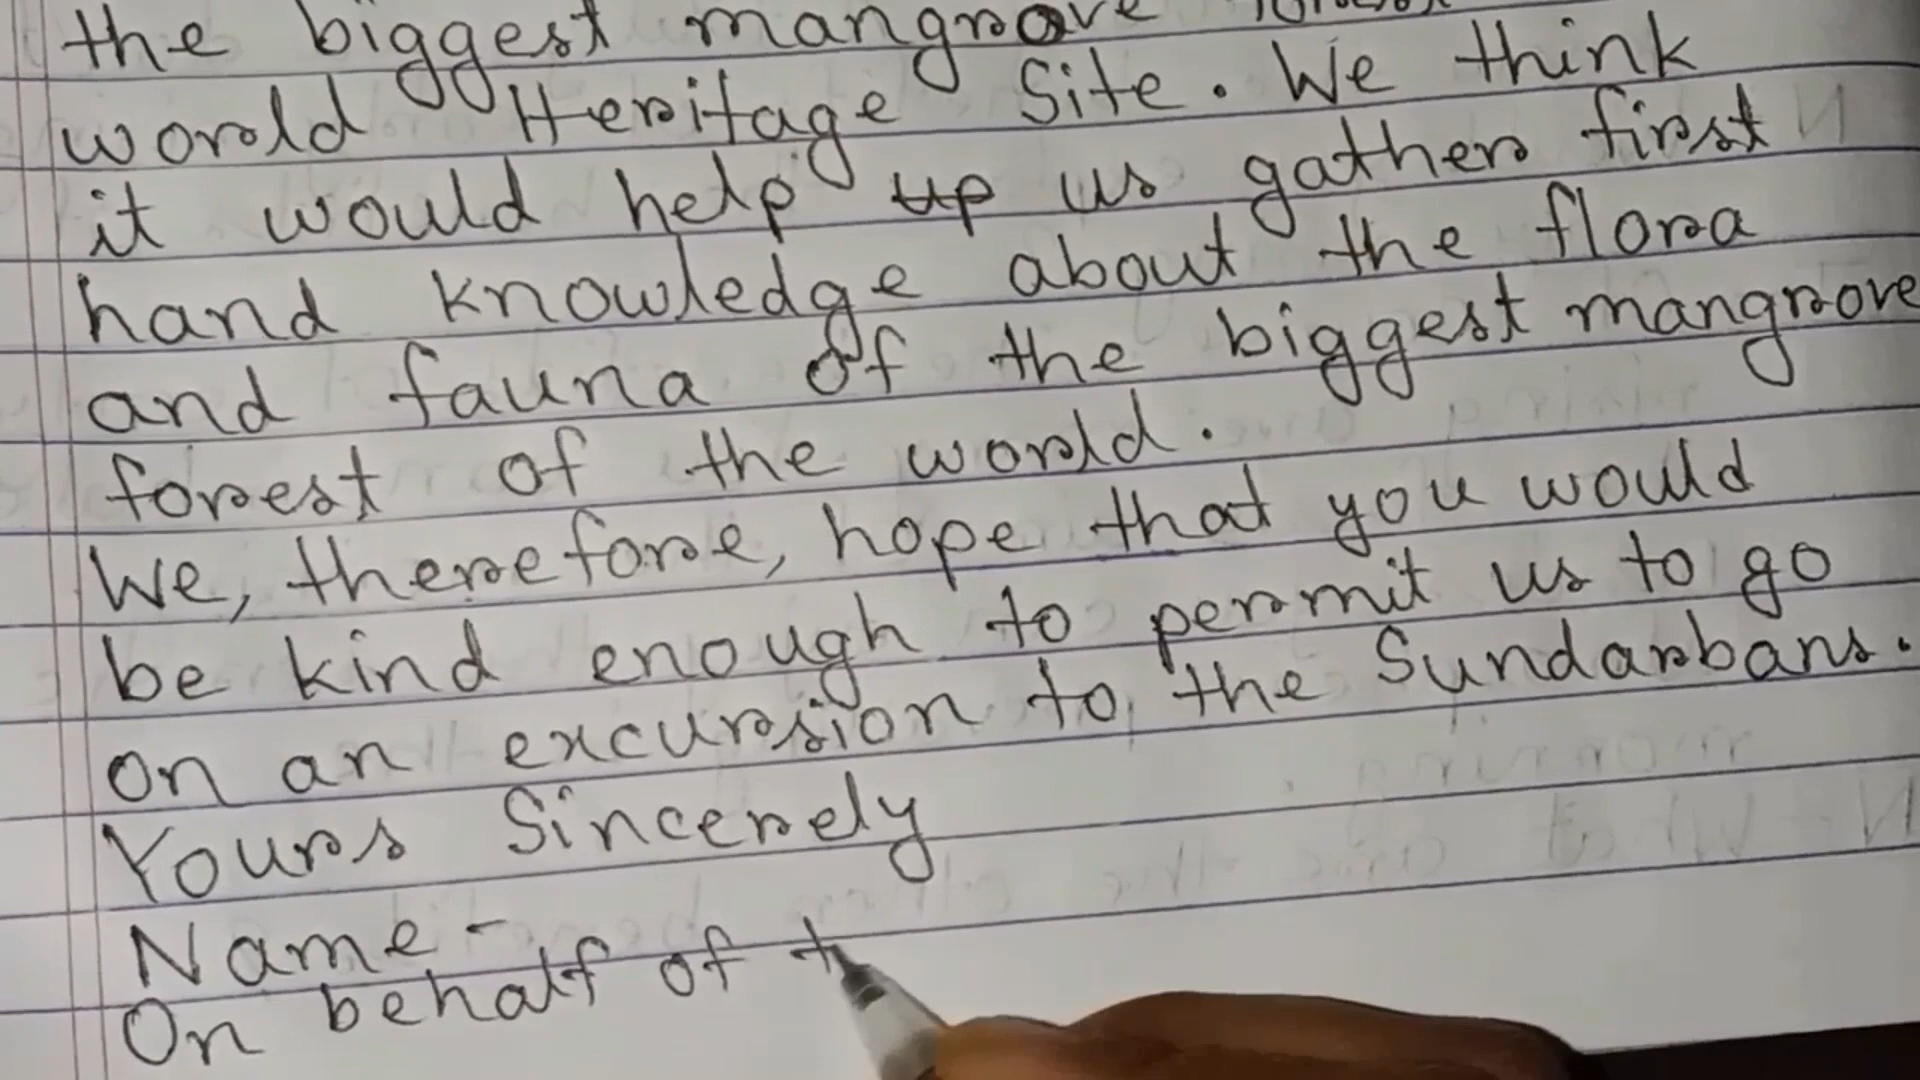 the biggest mangrove forest
world Heritage Site. We think
it would help up us gather first
hand knowledge about the flora
and fauna of the biggest mangrove
forest of the world.
We, therefore, hope that you would
be kind enough to permit us to go
on an excursion to the Sundarbans.
Yours Sincerely
Name -
On behalf of t